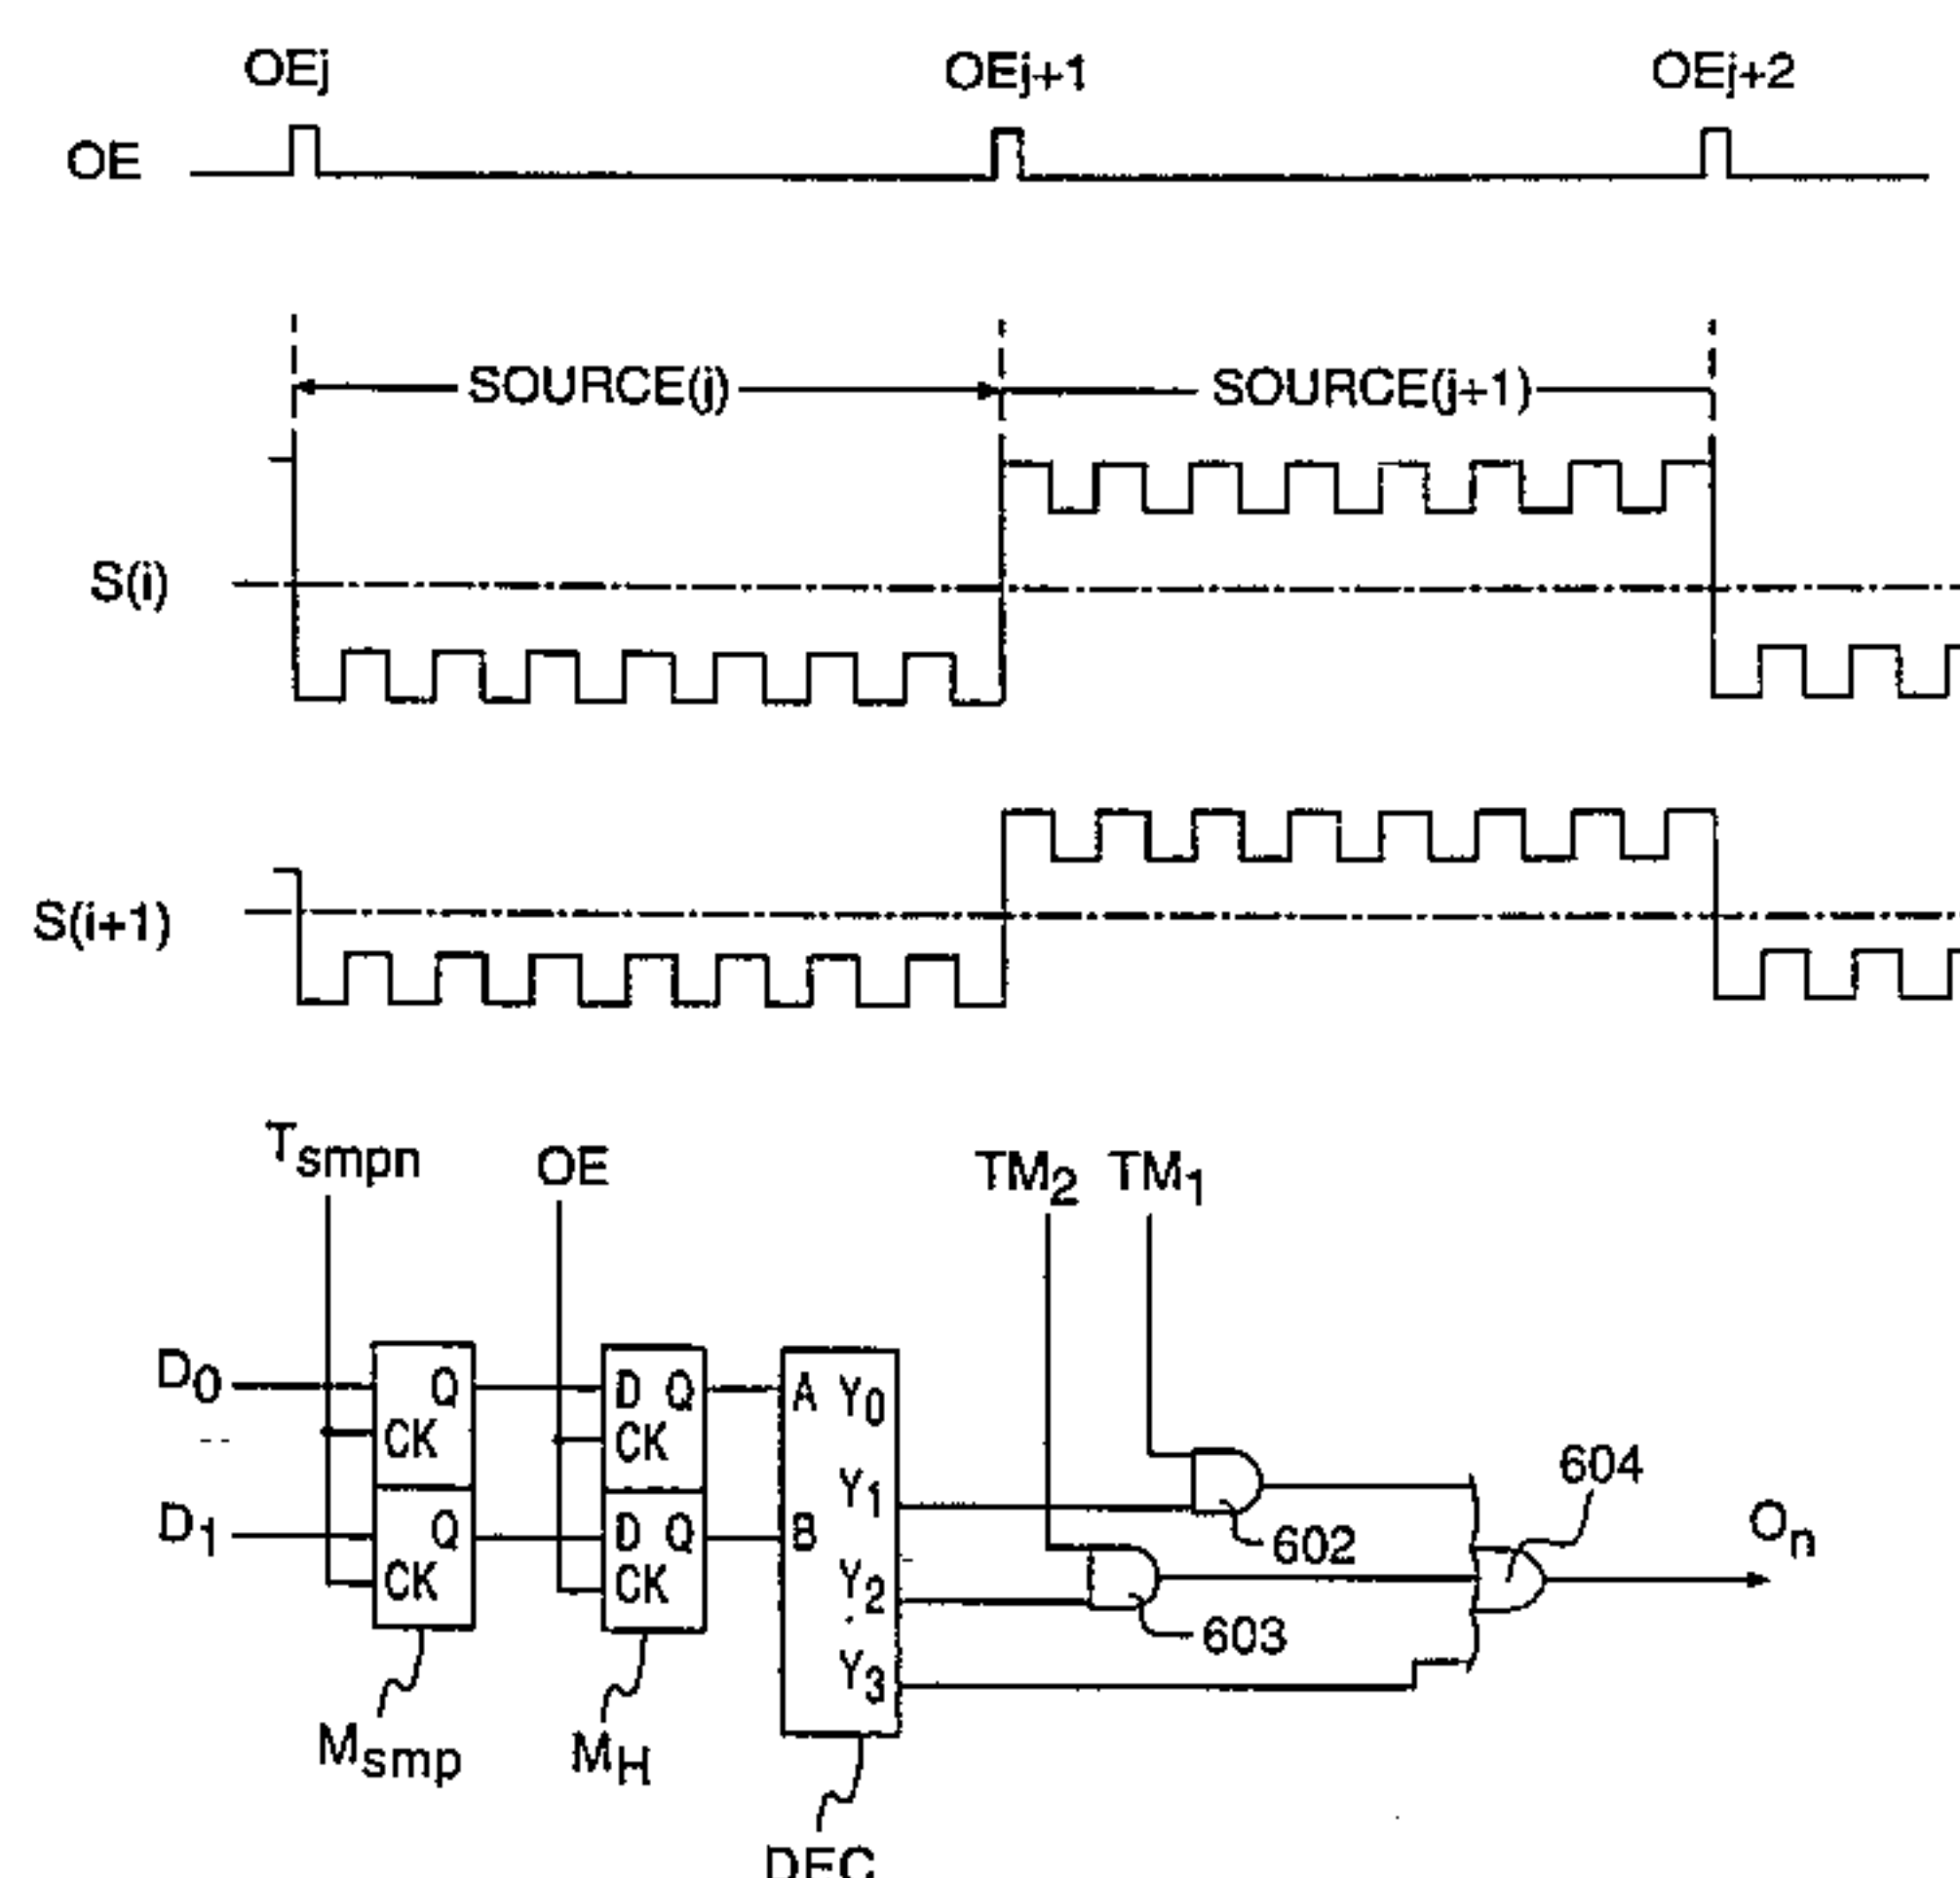 OEj OEj+1 OEj+2
OE
SOURCE(j) SOURCE(j+1)
S(i)
S(i+1)
Tsmpn OE TM2 TM1
D0 Q D Q A Y0
CK CK
Y1 604
D1 Q D Q B 602 On
CK CK Y2
603
Y3
Msmp MH
DEC